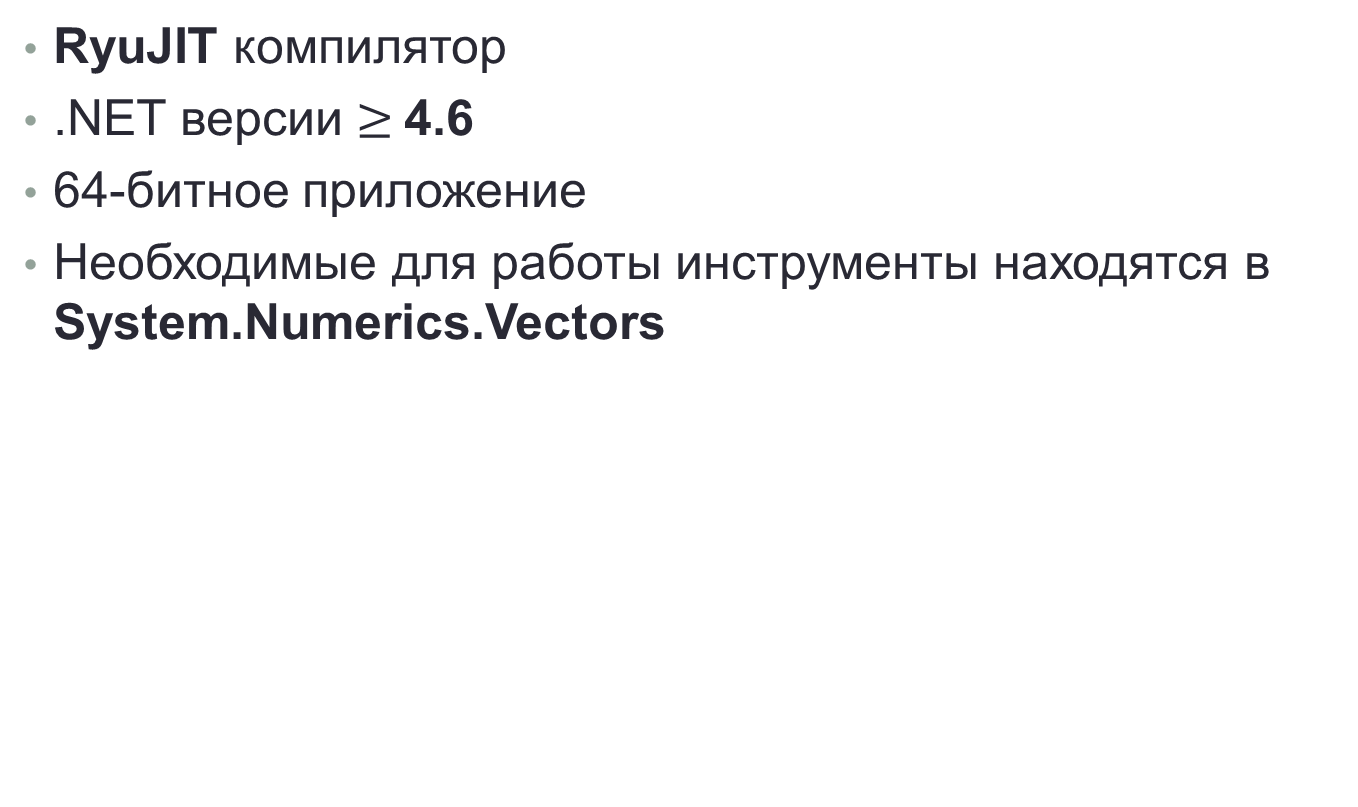 • RyuJIT компилятор
• .NET версии ≥ 4.6
• 64-битное приложение
• Необходимые для работы инструменты находятся в
System.Numerics.Vectors